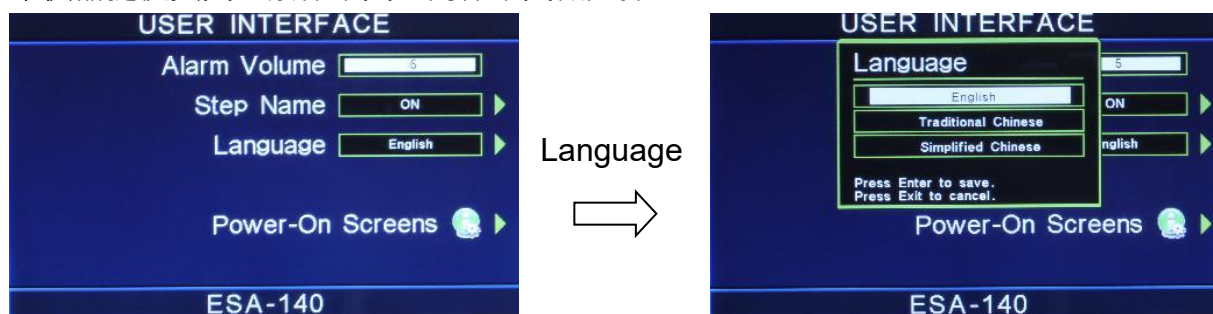 USER INTERFACE
Alarm Volume 5
Step Name ON
Language English
Power-On Screens
ESA-140
Language
USER INTERFACE
Language
5
English
ON
Traditional Chinese
Simplified Chinese
nglish
Press Enter to save.
Press Exit to cancel.
Power-On Screens
ESA-140